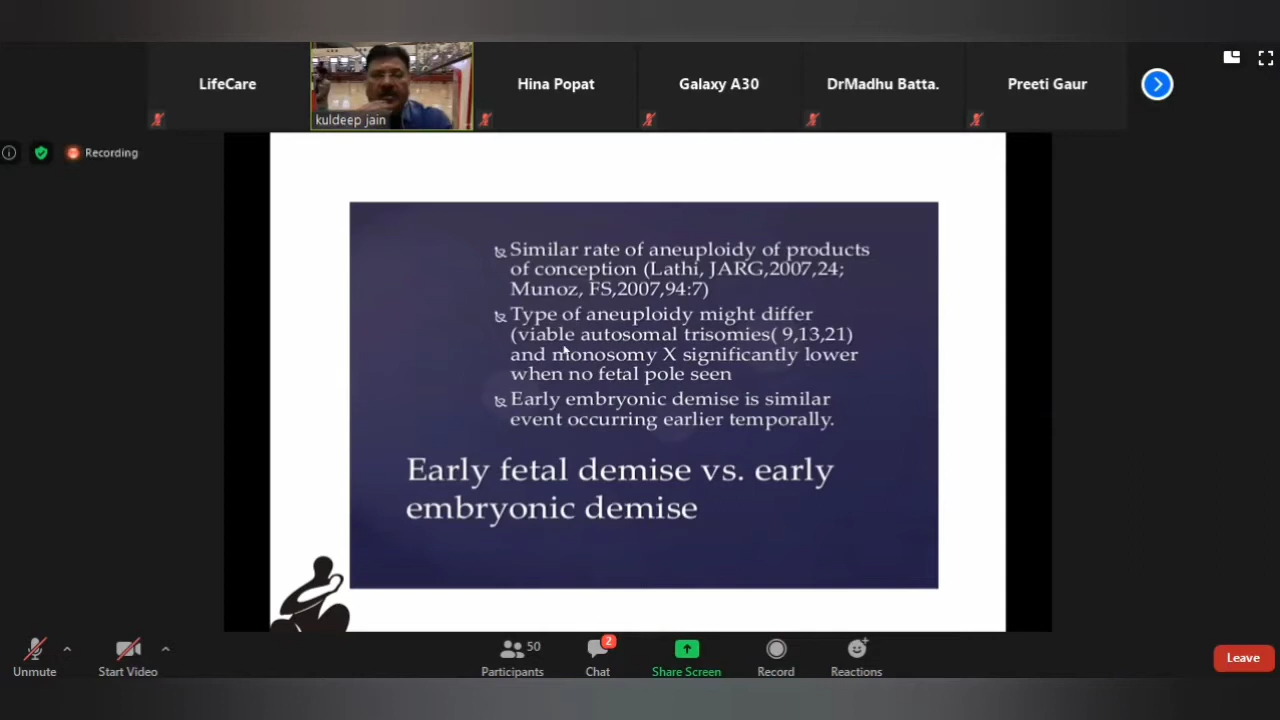 LifeCare
Hina Popat
Galaxy A30
DrMadhu Batta.
Preeti Gaur
kuldeep jain
Recording
Similar rate of aneuploidy of products
of conception (Lathi, JARG,2007,24;
Munoz, FS,2007,94:7)
Type of aneuploidy might differ
(viable autosomal trisomies( 9,13,21)
and monosomy X significantly lower
when no fetal pole seen
Early embryonic demise is similar
event occurring earlier temporally.
Early fetal demise vs. early
embryonic demise
50
2
Unmute
Start Video
Participants
Chat
Share Screen
Record
Reactions
Leave